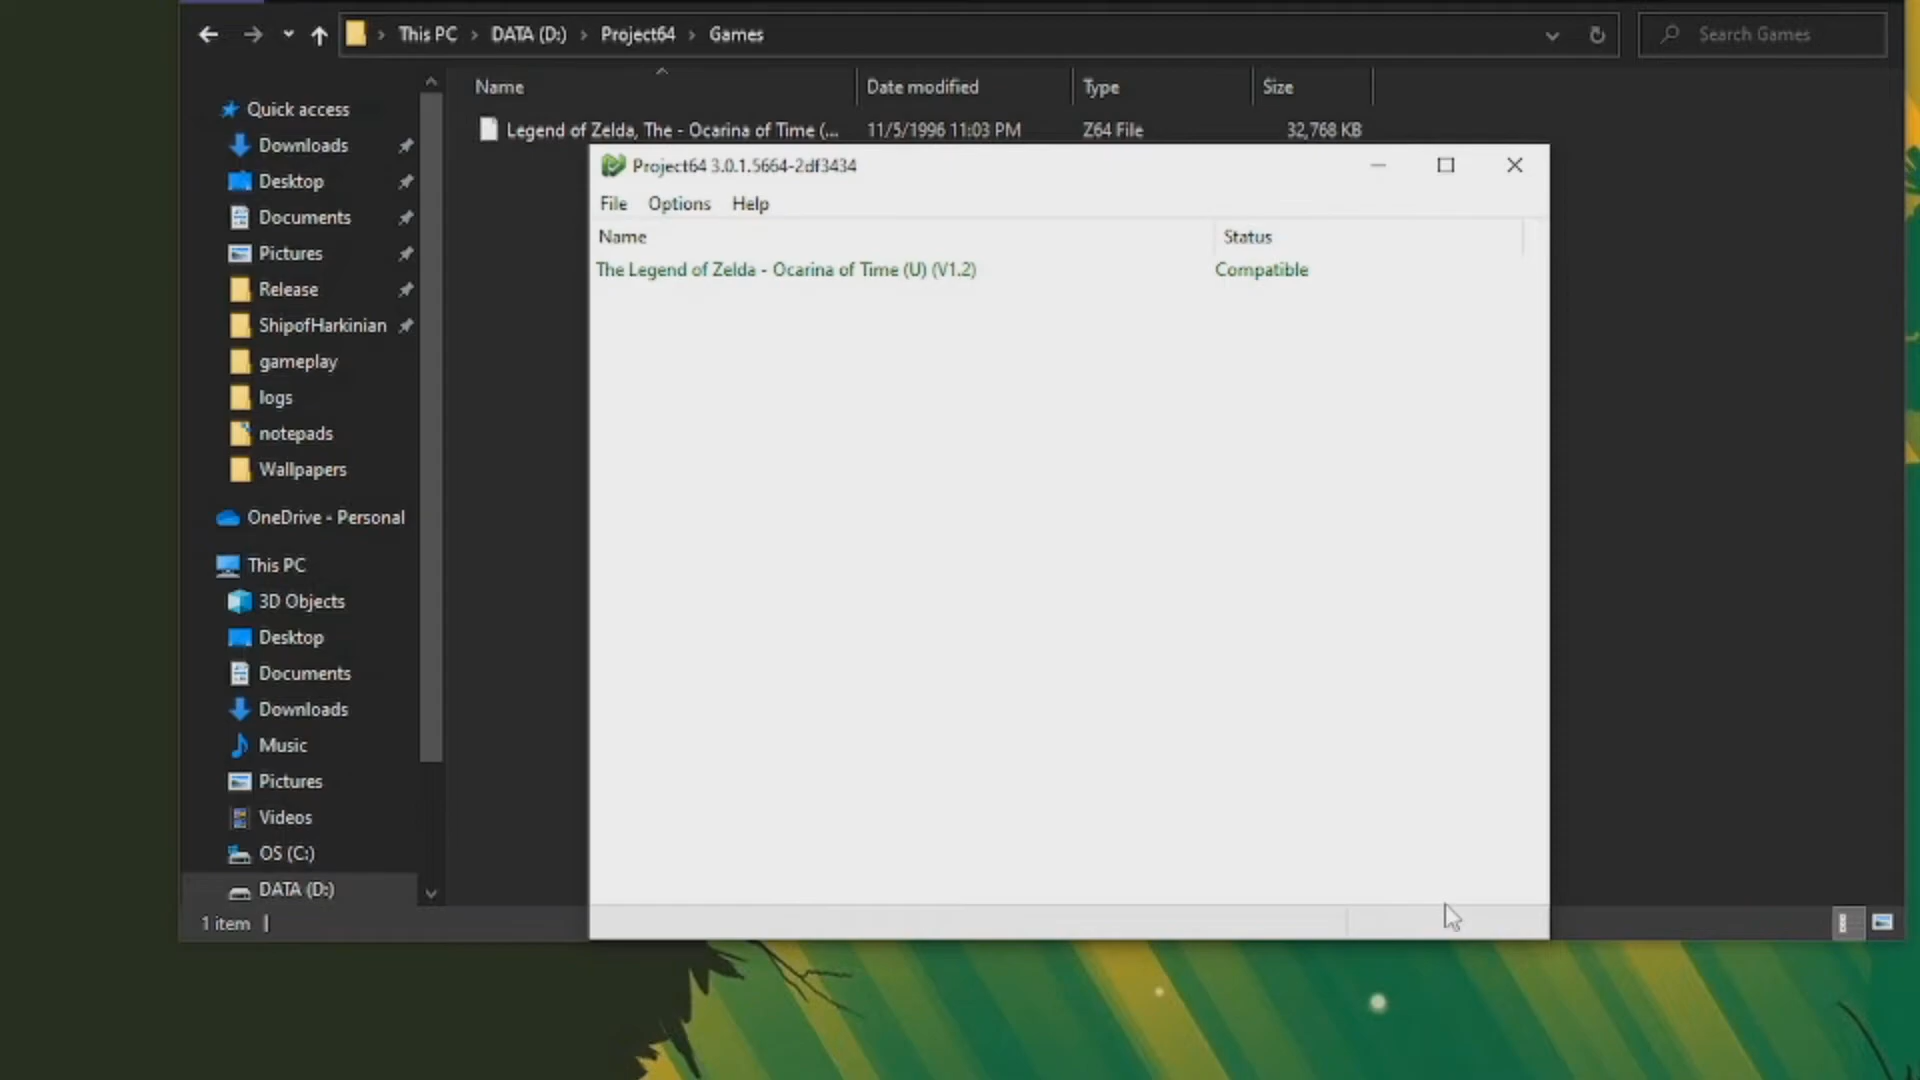 This PC > DATA (D:) > Project64 > Games
Search Games
Name Date modified Type Size
Legend of Zelda, The - Ocarina of Time (... 11/5/1996 11:03 PM Z64 File 32,768 KB
Quick access
Downloads
Desktop
Documents
Pictures
Release
ShipofHarkinian
gameplay
logs
notepads
Wallpapers
OneDrive - Personal
This PC
3D Objects
Desktop
Documents
Downloads
Music
Pictures
Videos
OS (C:)
DATA (D:)
1 item
Project64 3.0.1.5664-2df3434
File Options Help
Name Status
The Legend of Zelda - Ocarina of Time (U) (V1.2) Compatible